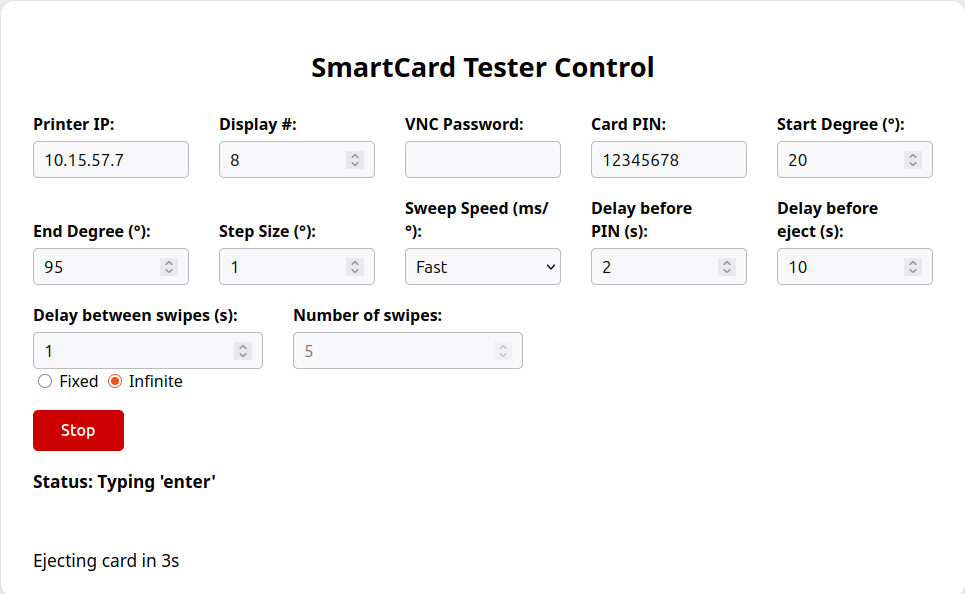 SmartCard Tester Control
Printer IP: Display #: VNC Password: Card PIN: Start Degree (°):
10.15.57.7 8 12345678 20
End Degree (°): Step Size (°): Sweep Speed (ms/
°): Delay before
PIN (s): Delay before
eject (s):
95 1 Fast 2 10
Delay between swipes (s): Number of swipes:
1 5
Fixed Infinite
Stop
Status: Typing 'enter'
Ejecting card in 3s